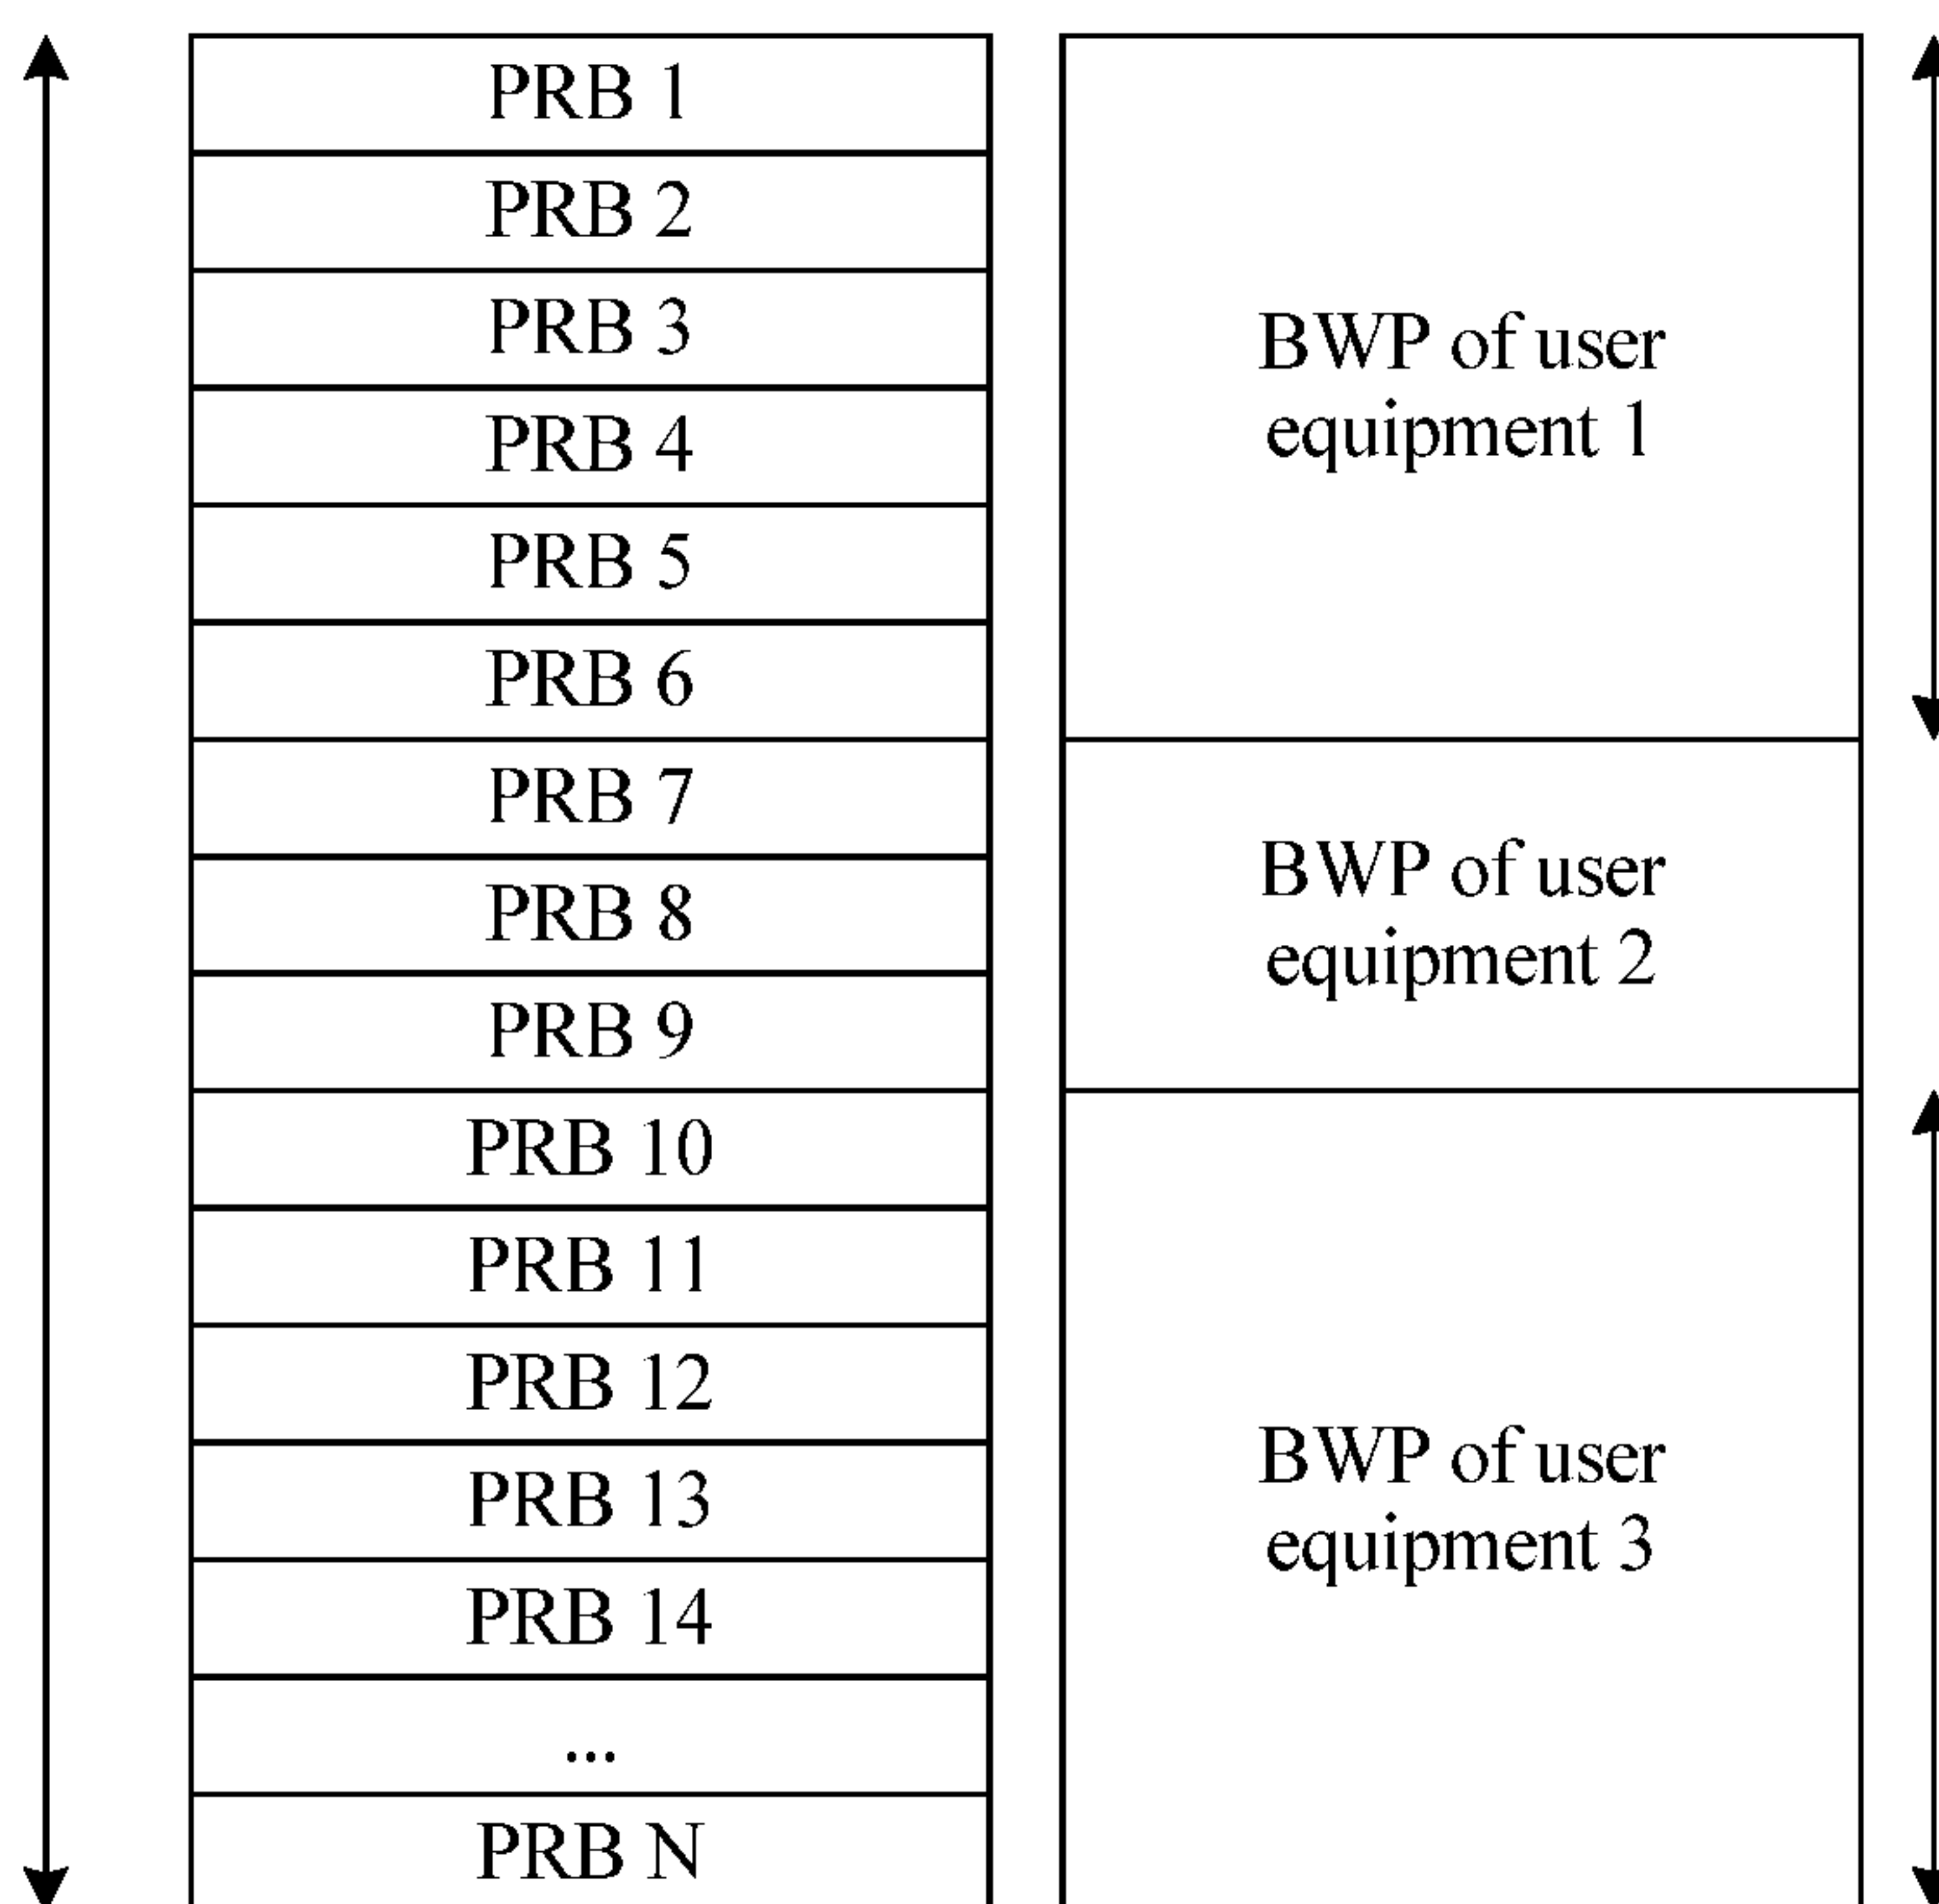 PRB 1
PRB 2
PRB 3
PRB 4
PRB 5
PRB 6
PRB 7
PRB 8
PRB 9
PRB 10
PRB 11
PRB 12
PRB 13
PRB 14
...
PRB N
BWP of user
equipment 1
BWP of user
equipment 2
BWP of user
equipment 3